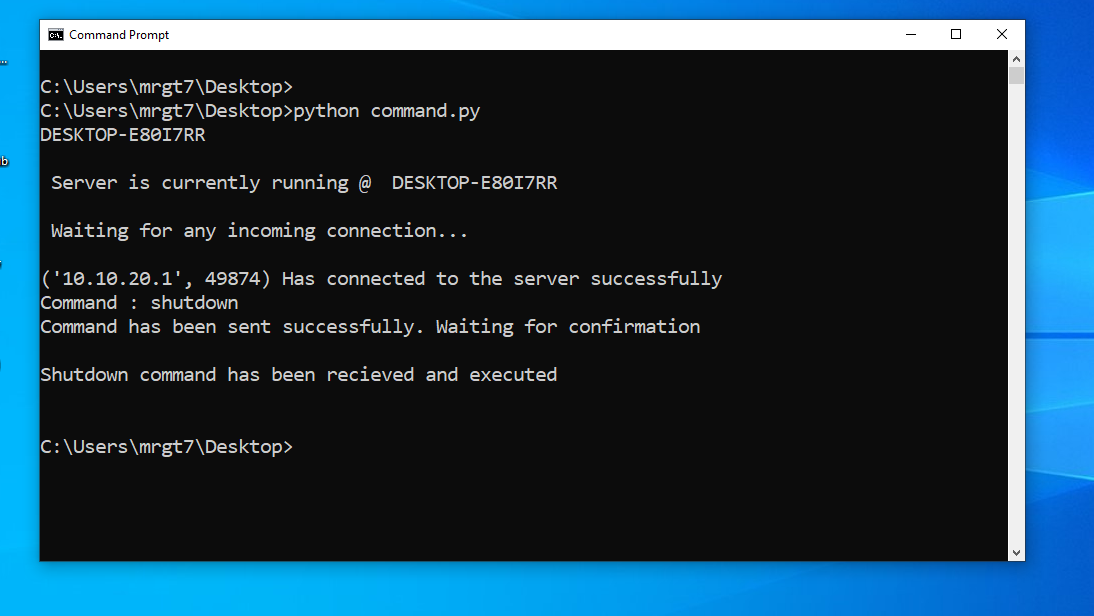 Command Prompt
C:\Users\mrgt7\Desktop>
C:\Users\mrgt7\Desktop>python command.py
DESKTOP-E80I7RR
Server is currently running @  DESKTOP-E80I7RR
Waiting for any incoming connection...
('10.10.20.1', 49874) Has connected to the server successfully
Command : shutdown
Command has been sent successfully. Waiting for confirmation
Shutdown command has been recieved and executed
C:\Users\mrgt7\Desktop>